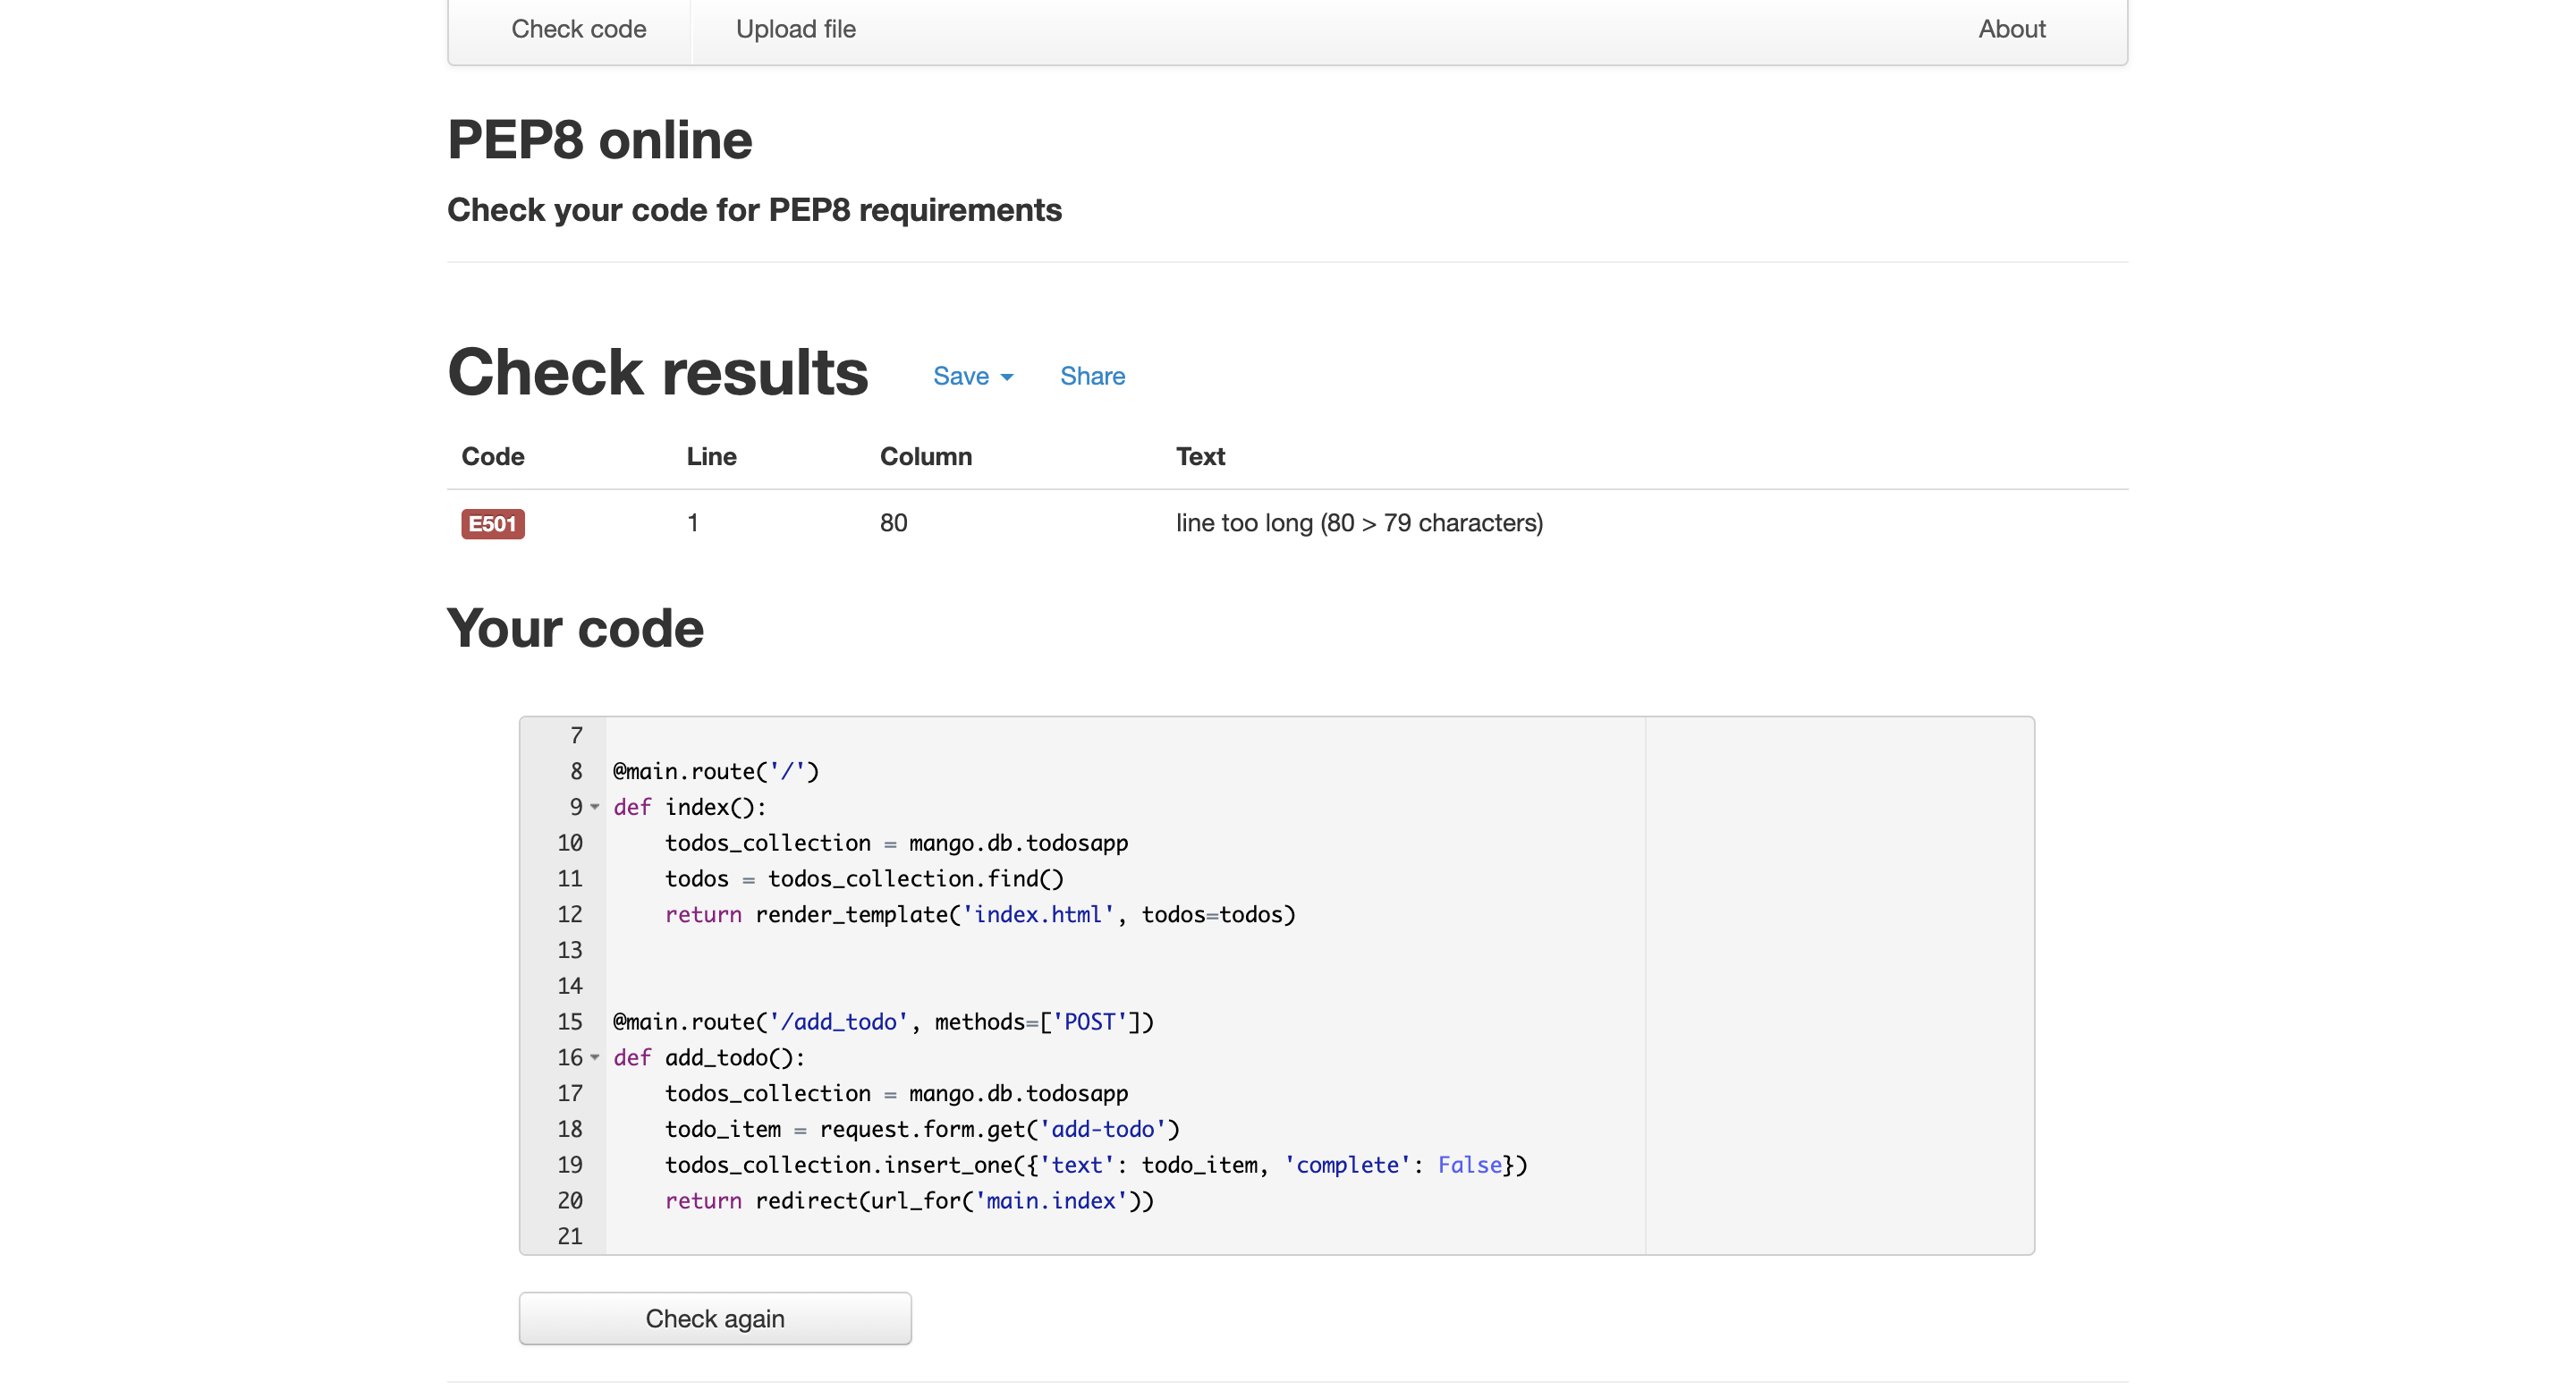 Check code Upload file About
PEP8 online
Check your code for PEP8 requirements
Check results Save Share
Code Line Column Text
E501 1 80 line too long (80 > 79 characters)
Your code
7
8 @main.route('/')
9 def index():
10     todos_collection = mango.db.todosapp
11     todos = todos_collection.find()
12     return render_template('index.html', todos=todos)
13
14
15 @main.route('/add_todo', methods=['POST'])
16 def add_todo():
17     todos_collection = mango.db.todosapp
18     todo_item = request.form.get('add-todo')
19     todos_collection.insert_one({'text': todo_item, 'complete': False})
20     return redirect(url_for('main.index'))
21
Check again